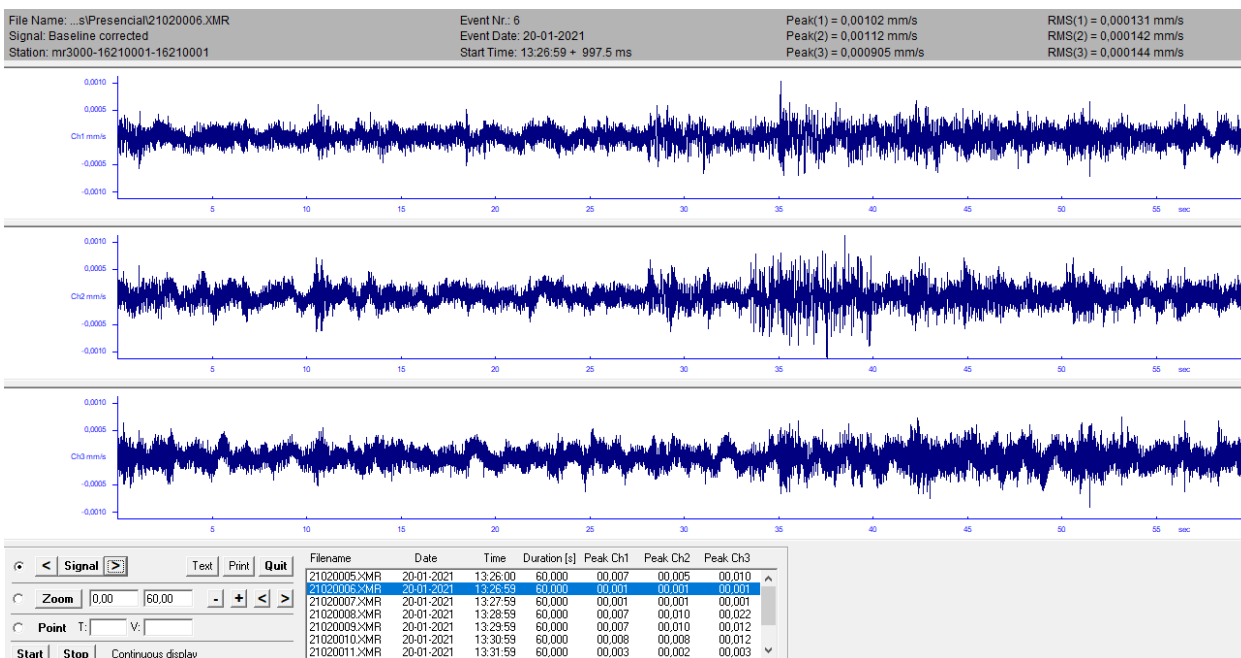 File Name: ...s\Presencial\21020006.XMR Event Nr.: 6 Peak(1) = 0,00102 mm/s RMS(1) = 0,000131 mm/s
Signal: Baseline corrected Event Date: 20-01-2021 Peak(2) = 0,00112 mm/s RMS(2) = 0,000142 mm/s
Station: mr3000-16210001-16210001 Start Time: 13:26:59 + 997.5 ms Peak(3) = 0,000905 mm/s RMS(3) = 0,000144 mm/s
0,0010
0,0005
Ch1 mm/s
-0,0005
-0,0010
5 10 15 20 25 30 35 40 45 50 55 sec
0,0010
0,0005
Ch2 mm/s
-0,0005
-0,0010
5 10 15 20 25 30 35 40 45 50 55 sec
0,0010
0,0005
Ch3 mm/s
-0,0005
-0,0010
5 10 15 20 25 30 35 40 45 50 55 sec
< Signal > Text Print Quit
Zoom 0,00 60,00 - + < >
Point T: V:
Start Stop Continuous display
Filename Date Time Duration [s] Peak Ch1 Peak Ch2 Peak Ch3
21020005.XMR 20-01-2021 13:26:00 60,000 00,007 00,005 00,010
21020006.XMR 20-01-2021 13:26:59 60,000 00,001 00,001 00,001
21020007.XMR 20-01-2021 13:27:59 60,000 00,001 00,001 00,001
21020008.XMR 20-01-2021 13:28:59 60,000 00,007 00,010 00,022
21020009.XMR 20-01-2021 13:29:59 60,000 00,007 00,010 00,012
21020010.XMR 20-01-2021 13:30:59 60,000 00,008 00,008 00,012
21020011.XMR 20-01-2021 13:31:59 60,000 00,003 00,002 00,003